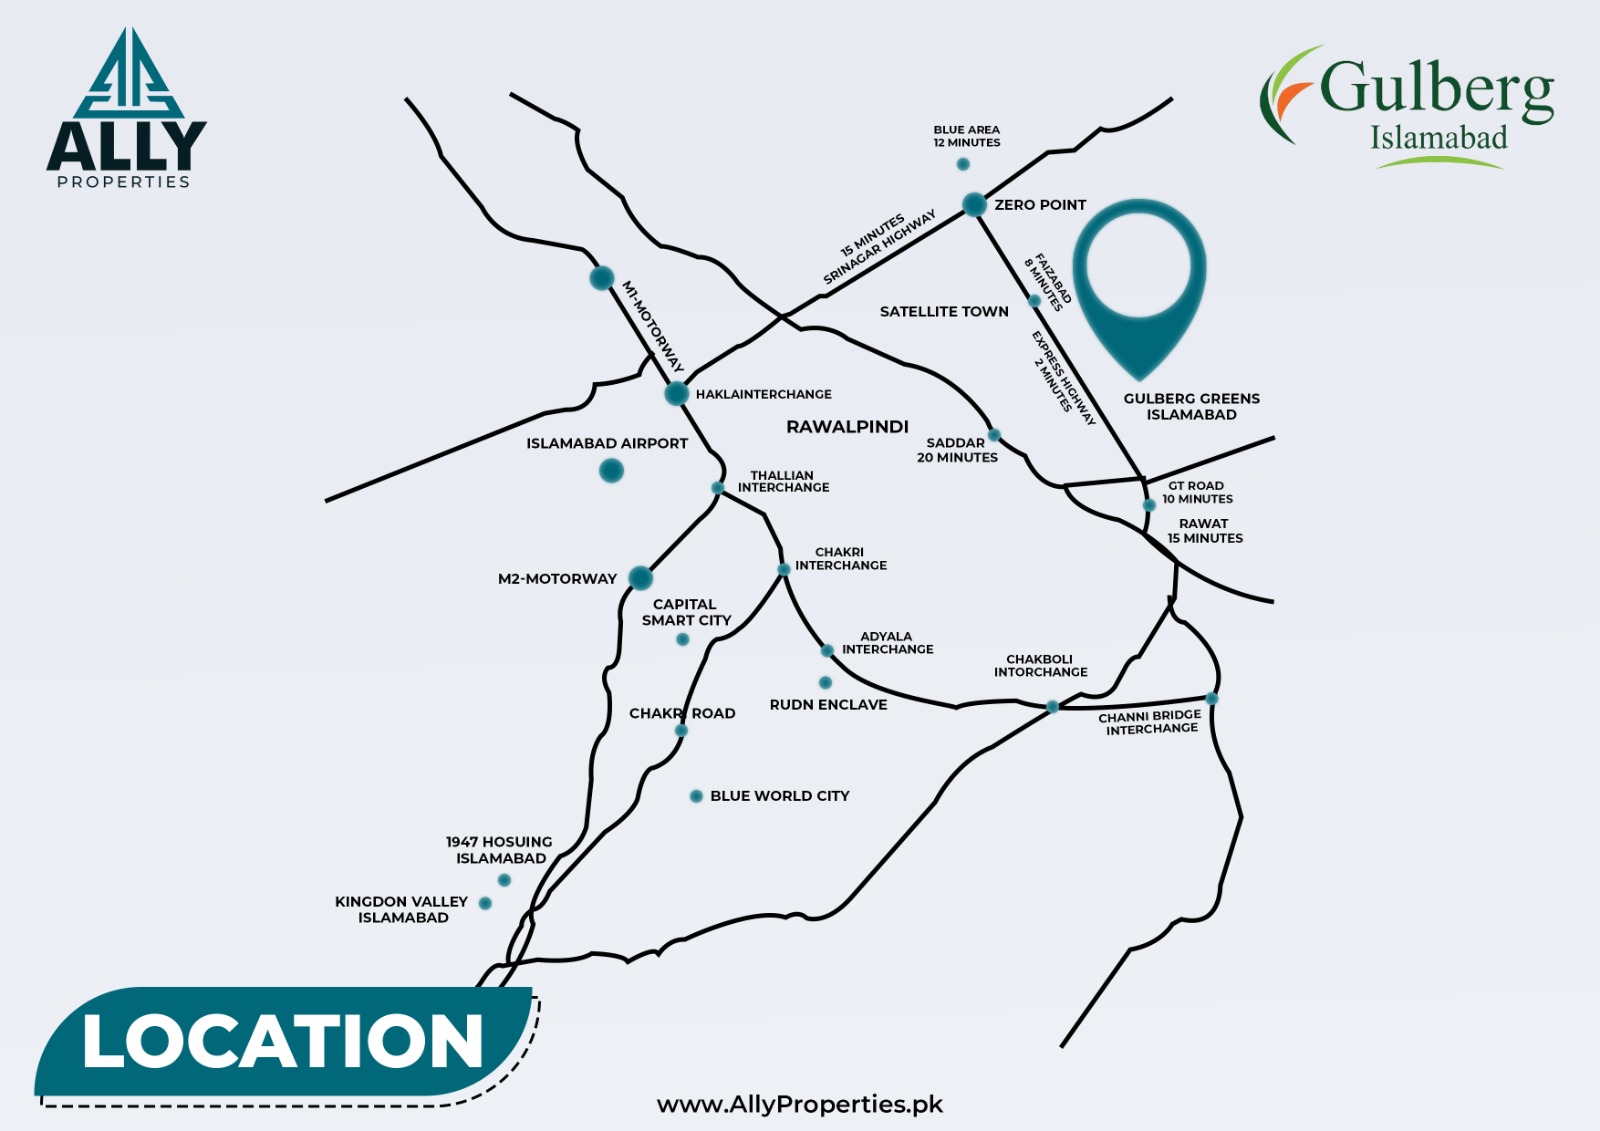 ALLY
PROPERTIES
Gulberg
Islamabad
BLUE AREA
12 MINUTES
ZERO POINT
15 MINUTES
SRINAGAR HIGHWAY
FAIZABAD
8 MINUTES
SATELLITE TOWN
M1-MOTORWAY
EXPRESS HIGHWAY
2 MINUTES
HAKLAINTERCHANGE
GULBERG GREENS
ISLAMABAD
RAWALPINDI
ISLAMABAD AIRPORT
SADDAR
20 MINUTES
THALLIAN
INTERCHANGE
GT ROAD
10 MINUTES
RAWAT
15 MINUTES
CHAKRI
INTERCHANGE
M2-MOTORWAY
CAPITAL
SMART CITY
ADYALA
INTERCHANGE
CHAKBOLI
INTORCHANGE
RUDN ENCLAVE
CHAKRI ROAD
CHANNI BRIDGE
INTERCHANGE
BLUE WORLD CITY
1947 HOSUING
ISLAMABAD
KINGDON VALLEY
ISLAMABAD
LOCATION
www.AllyProperties.pk